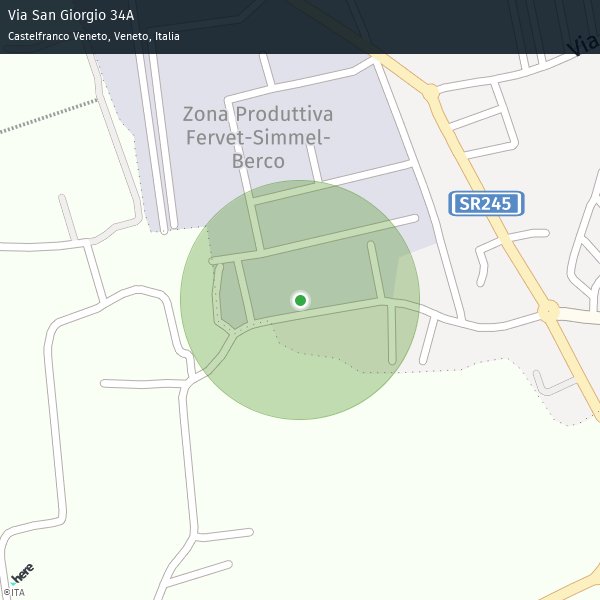 Via San Giorgio 34A
Castelfranco Veneto, Veneto, Italia
Via
Zona Produttiva
Fervet-Simmel-
Berco
SR245
here
©ITA